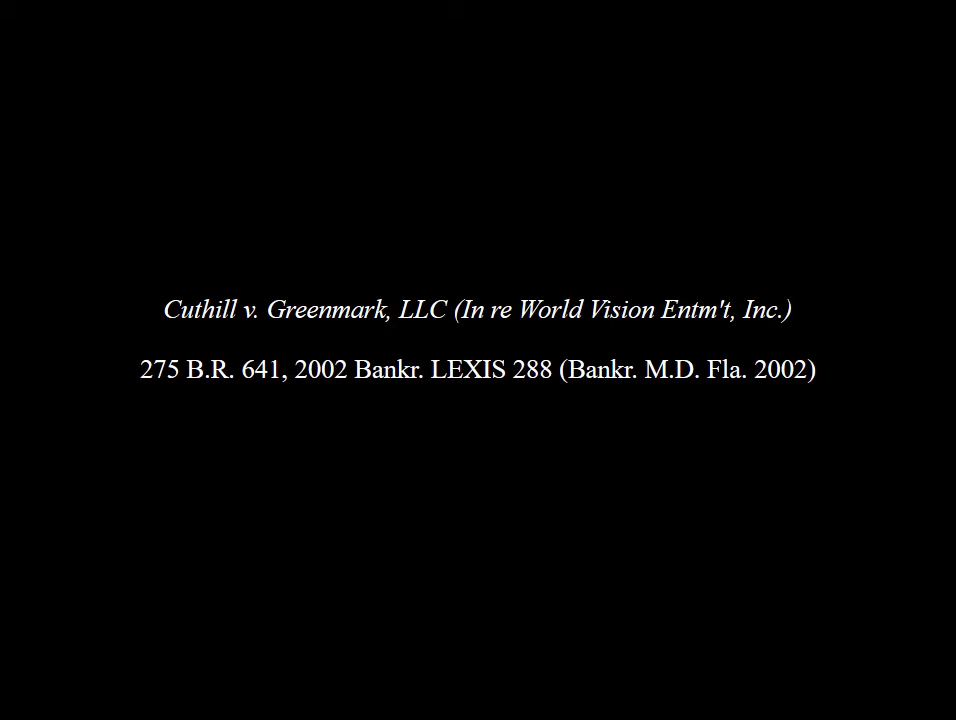 Cuthill v. Greenmark, LLC (In re World Vision Entm't, Inc.)
275 B.R. 641, 2002 Bankr. LEXIS 288 (Bankr. M.D. Fla. 2002)